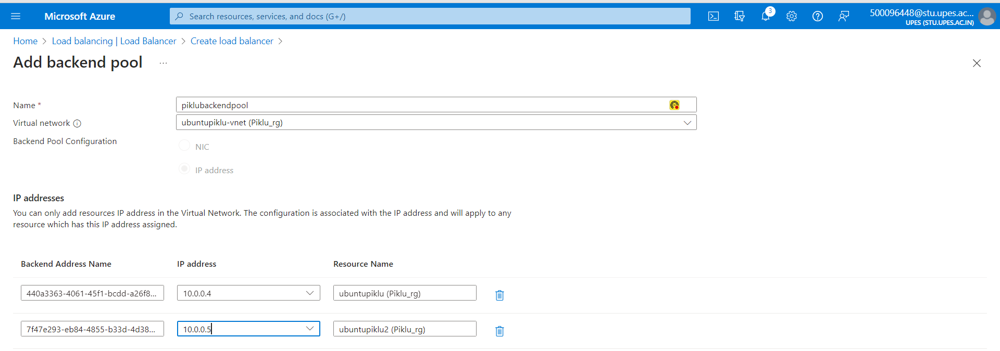 Microsoft Azure
Search resources, services, and docs (G+/)
3
500096448@stu.upes.ac...
UPES (STU.UPES.AC.IN)
Home > Load balancing | Load Balancer > Create load balancer >
Add backend pool ...
Name *
piklubackendpool
Virtual network
ubuntupiklu-vnet (Piklu_rg)
Backend Pool Configuration
NIC
IP address
IP addresses
You can only add resources IP address in the Virtual Network. The configuration is associated with the IP address and will apply to any
resource which has this IP address assigned.
Backend Address Name IP address Resource Name
440a3363-4061-45f1-bcdd-a26f8... 10.0.0.4 ubuntupiklu (Piklu_rg)
7f47e293-eb84-4855-b33d-4d38... 10.0.0.5 ubuntupiklu2 (Piklu_rg)